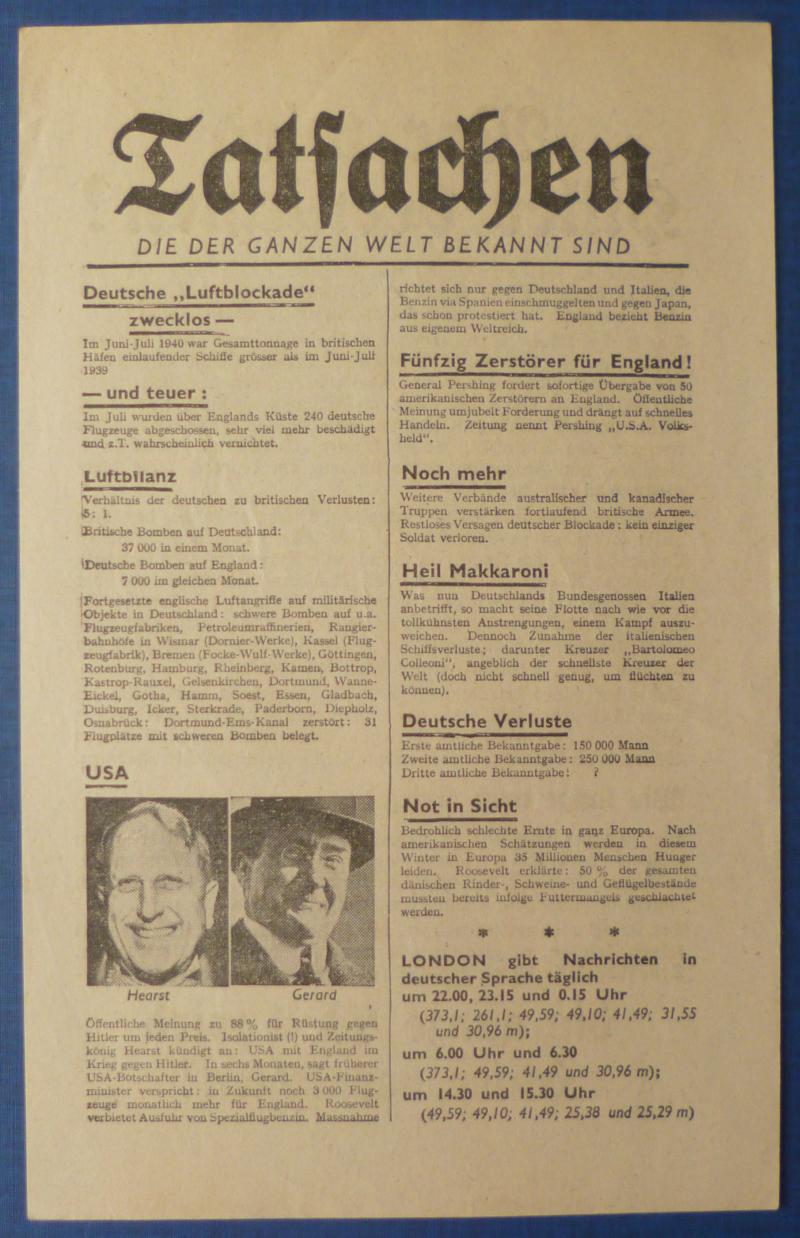 Tatsachen
DIE DER GANZEN WELT BEKANNT SIND
Deutsche „Luftblockade“
zwecklos —
Im Juni-Juli 1940 war Gesamttonnage in britischen
Häfen einlaufender Schiffe grösser als im Juni-Juli
1939
— und teuer :
Im Juli wurden über Englands Küste 240 deutsche
Flugzeuge abgeschossen, sehr viel mehr beschädigt
und z.T. wahrscheinlich vernichtet.
Luftbilanz
Verhältnis der deutschen zu britischen Verlusten:
5: 1.
Britische Bomben auf Deutschland:
37 000 in einem Monat.
Deutsche Bomben auf England:
7 000 im gleichen Monat.
Fortgesetzte englische Luftangriffe auf militärische
Objekte in Deutschland: schwere Bomben auf u.a.
Flugzeugfabriken, Petroleumraffinerien, Rangier-
bahnhöfe in Wismar (Dornier-Werke), Kassel (Flug-
zeugfabrik), Bremen (Focke-Wulf-Werke), Göttingen,
Rotenburg, Hamburg, Rheinberg, Kamen, Bottrop,
Kastrop-Rauxel, Gelsenkirchen, Dortmund, Wanne-
Eickel, Gotha, Hamm, Soest, Essen, Gladbach,
Duisburg, Icker, Sterkrade, Paderborn, Diepholz,
Osnabrück: Dortmund-Ems-Kanal zerstört: 31
Flugplätze mit schweren Bomben belegt.
USA
Hearst Gerard
Öffentliche Meinung zu 88% für Rüstung gegen
Hitler um jeden Preis. Isolationist (!) und Zeitungs-
könig Hearst kündigt an: USA mit England im
Krieg gegen Hitler. In sechs Monaten, sagt früherer
USA-Botschafter in Berlin, Gerard. USA-Finanz-
minister verspricht: in Zukunft noch 3 000 Flug-
zeuge monatlich mehr für England. Roosevelt
verbietet Ausfuhr von Spezialflugbenzin. Massnahme
richtet sich nur gegen Deutschland und Italien, die
Benzin via Spanien einschmuggelten und gegen Japan,
das schon protestiert hat. England bezieht Benzin
aus eigenem Weltreich.
Fünfzig Zerstörer für England!
General Pershing fordert sofortige Übergabe von 50
amerikanischen Zerstörern an England. Öffentliche
Meinung umjubelt Forderung und drängt auf schnelles
Handeln. Zeitung nennt Pershing „U.S.A. Volks-
held“.
Noch mehr
Weitere Verbände australischer und kanadischer
Truppen verstärken fortlaufend britische Armee.
Restloses Versagen deutscher Blockade; kein einziger
Soldat verloren.
Heil Makkaroni
Was nun Deutschlands Bundesgenossen Italien
anbetrifft, so macht seine Flotte nach wie vor die
tollkühnsten Anstrengungen, einem Kampf auszu-
weichen. Dennoch Zunahme der italienischen
Schiffsverluste; darunter Kreuzer „Bartolomeo
Colleoni“, angeblich der schnellste Kreuzer der
Welt (doch nicht schnell genug, um flüchten zu
können).
Deutsche Verluste
Erste amtliche Bekanntgabe: 150 000 Mann
Zweite amtliche Bekanntgabe: 250 000 Mann
Dritte amtliche Bekanntgabe: ?
Not in Sicht
Bedrohlich schlechte Ernte in ganz Europa. Nach
amerikanischen Schätzungen werden in diesem
Winter in Europa 35 Millionen Menschen Hunger
leiden. Roosevelt erklärte: 50 % der gesamten
dänischen Rinder-, Schweine- und Geflügelbestände
mussten bereits infolge Futtermangels geschlachtet
werden.
* * *
LONDON gibt Nachrichten in
deutscher Sprache täglich
um 22.00, 23.15 und 0.15 Uhr
(373,1; 261,1; 49,59; 49,10; 41,49; 31,55
und 30,96 m);
um 6.00 Uhr und 6.30
(373,1; 49,59; 41,49 und 30,96 m);
um 14.30 und 15.30 Uhr
(49,59; 49,10; 41,49; 25,38 und 25,29 m)